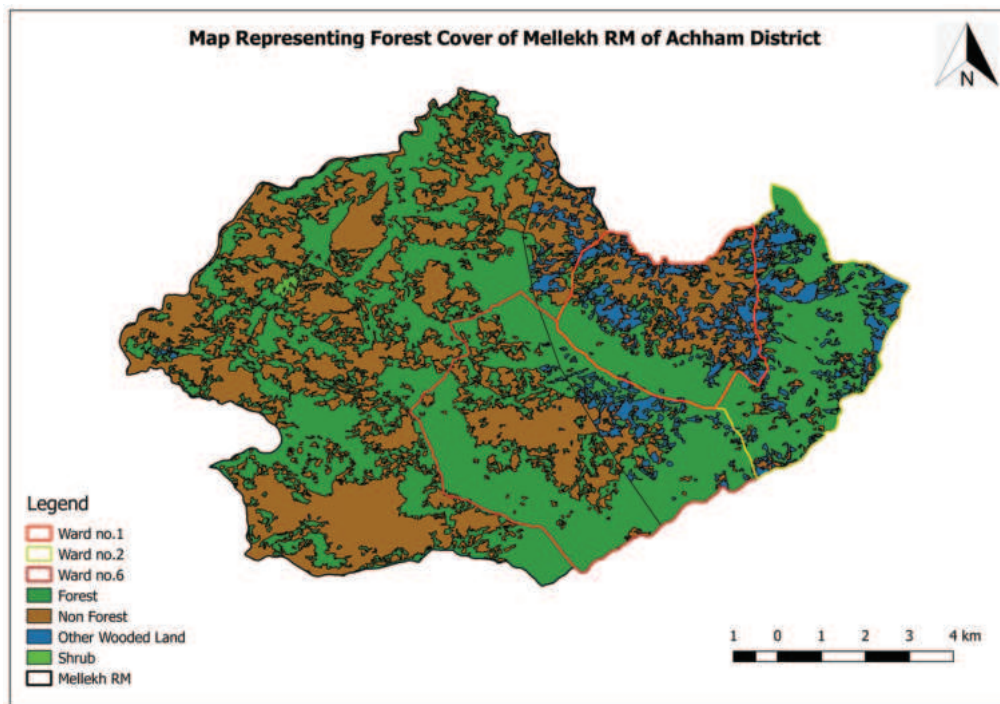 Map Representing Forest Cover of Mellekh RM of Achham District
N
Legend
Ward no.1
Ward no.2
Ward no.6
Forest
Non Forest
Other Wooded Land
Shrub
Mellekh RM
1 0 1 2 3 4 km